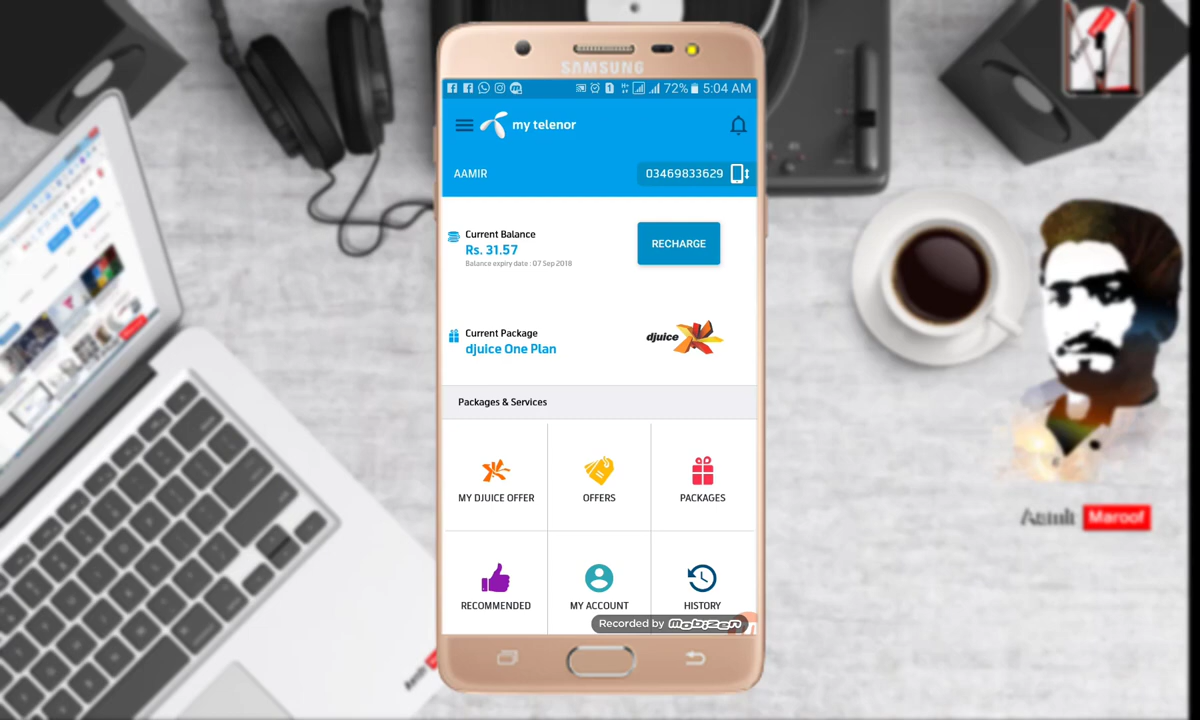 SAMSUNG
72% 5:04 AM
my telenor
AAMIR
03469833629
Current Balance
Rs. 31.57
Balance expiry date : 07 Sep 2018
RECHARGE
Current Package
djuice One Plan
djuice
Packages & Services
MY DJUICE OFFER
OFFERS
PACKAGES
RECOMMENDED
MY ACCOUNT
HISTORY
Recorded by mobizen
Maroof